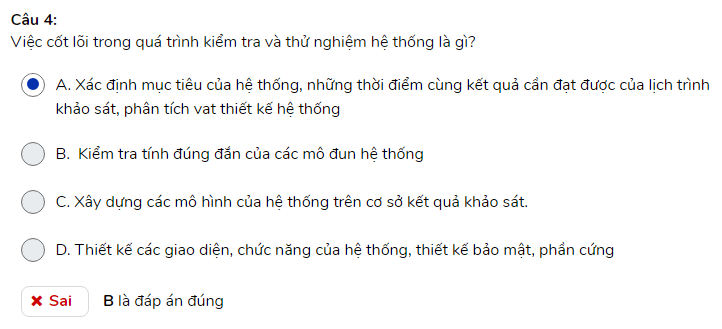 Câu 4:
Việc cốt lõi trong quá trình kiểm tra và thử nghiệm hệ thống là gì?
A. Xác định mục tiêu của hệ thống, những thời điểm cùng kết quả cần đạt được của lịch trình
khảo sát, phân tích vat thiết kế hệ thống
B. Kiểm tra tính đúng đắn của các mô đun hệ thống
C. Xây dựng các mô hình của hệ thống trên cơ sở kết quả khảo sát.
D. Thiết kế các giao diện, chức năng của hệ thống, thiết kế bảo mật, phần cứng
✖ Sai B là đáp án đúng